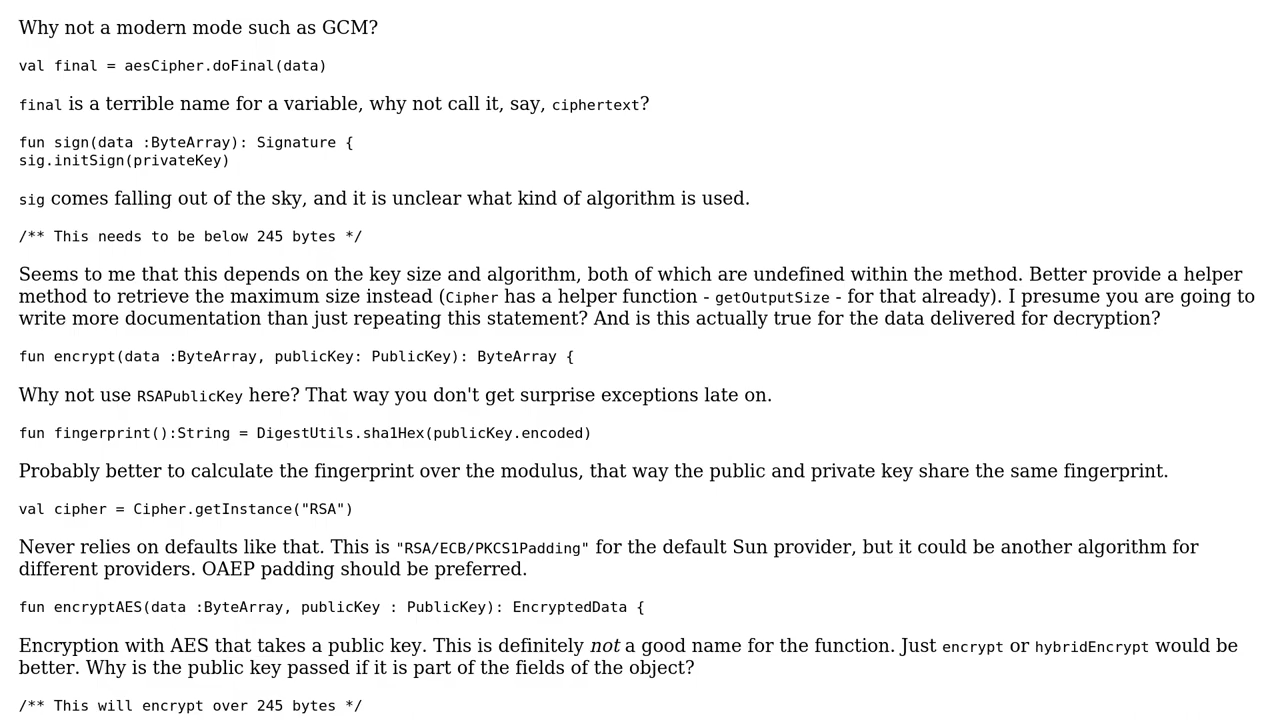 Why not a modern mode such as GCM?
val final = aesCipher.doFinal(data)
final is a terrible name for a variable, why not call it, say, ciphertext?
fun sign(data :ByteArray): Signature {
sig.initSign(privateKey)
sig comes falling out of the sky, and it is unclear what kind of algorithm is used.
/** This needs to be below 245 bytes */
Seems to me that this depends on the key size and algorithm, both of which are undefined within the method. Better provide a helper
method to retrieve the maximum size instead (Cipher has a helper function - getOutputSize - for that already). I presume you are going to
write more documentation than just repeating this statement? And is this actually true for the data delivered for decryption?
fun encrypt(data :ByteArray, publicKey: PublicKey): ByteArray {
Why not use RSAPublicKey here? That way you don't get surprise exceptions late on.
fun fingerprint():String = DigestUtils.sha1Hex(publicKey.encoded)
Probably better to calculate the fingerprint over the modulus, that way the public and private key share the same fingerprint.
val cipher = Cipher.getInstance("RSA")
Never relies on defaults like that. This is "RSA/ECB/PKCS1Padding" for the default Sun provider, but it could be another algorithm for
different providers. OAEP padding should be preferred.
fun encryptAES(data :ByteArray, publicKey : PublicKey): EncryptedData {
Encryption with AES that takes a public key. This is definitely not a good name for the function. Just encrypt or hybridEncrypt would be
better. Why is the public key passed if it is part of the fields of the object?
/** This will encrypt over 245 bytes */